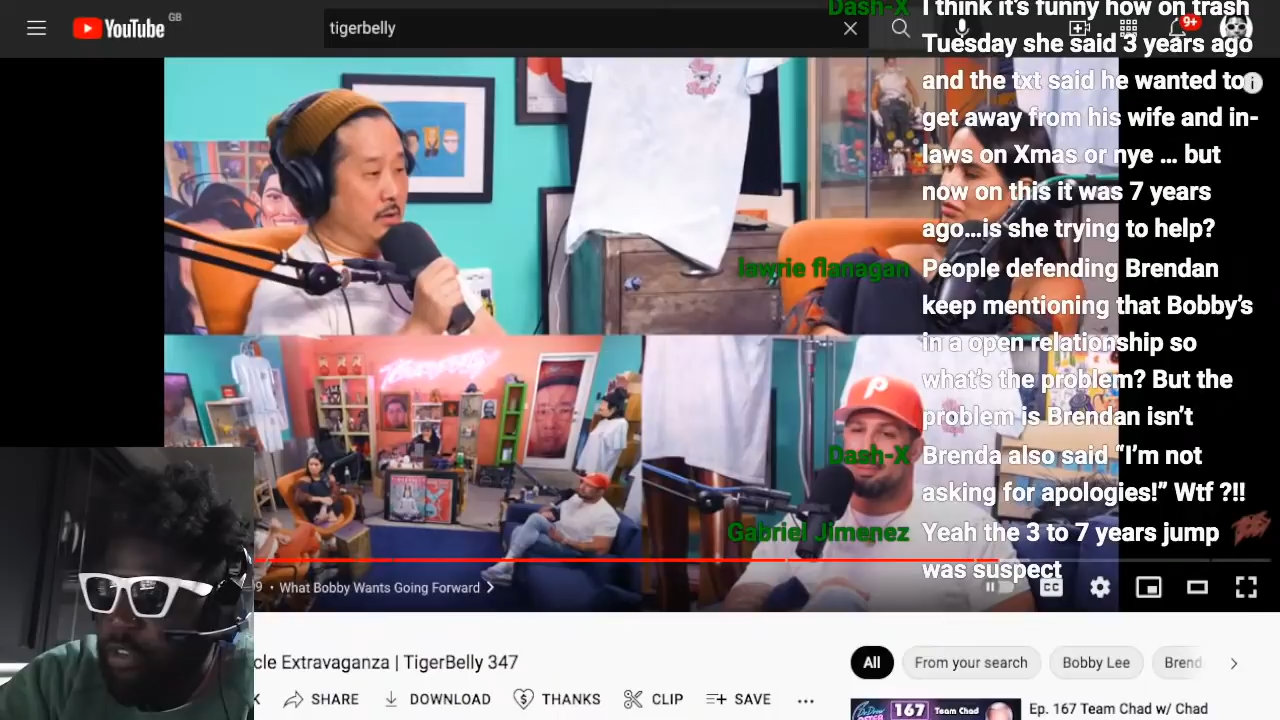 YouTube GB
tigerbelly
9+
Dash-X I think it's funny how on trash
Tuesday she said 3 years ago
and the txt said he wanted to
get away from his wife and in-
laws on Xmas or nye ... but
now on this it was 7 years
ago...is she trying to help?
lawrie flanagan People defending Brendan
keep mentioning that Bobby's
in a open relationship so
what's the problem? But the
problem is Brendan isn't
Dash-X Brenda also said “I'm not
asking for apologies!” Wtf ?!!
Gabriel Jimenez Yeah the 3 to 7 years jump
was suspect
9 • What Bobby Wants Going Forward
CC
cle Extravaganza | TigerBelly 347
SHARE
DOWNLOAD
THANKS
CLIP
SAVE
All
From your search
Bobby Lee
Brend
167 Team Chad
Ep. 167 Team Chad w/ Chad